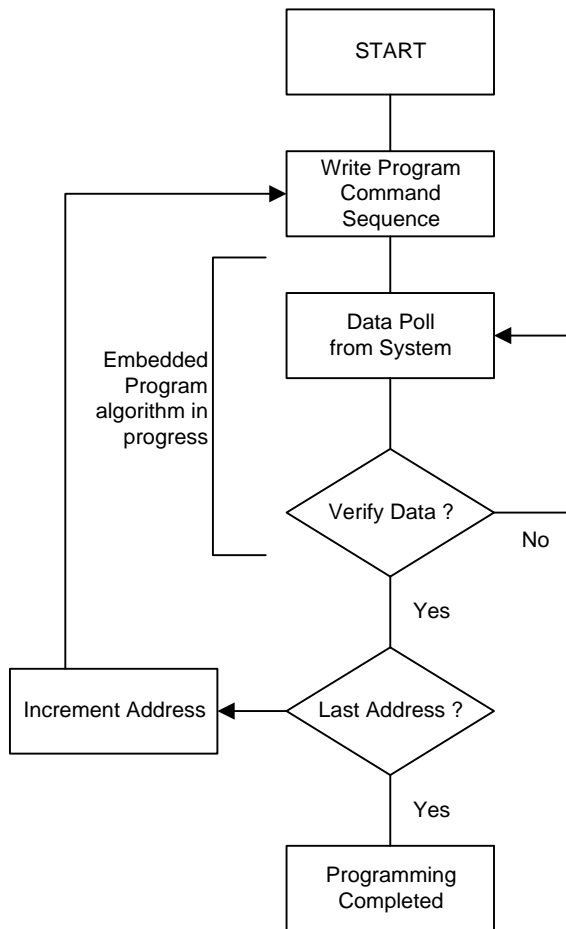 START
Write Program
Command
Sequence
Data Poll
from System
Embedded
Program
algorithm in
progress
Verify Data ?
No
Yes
Increment Address
Last Address ?
Yes
Programming
Completed